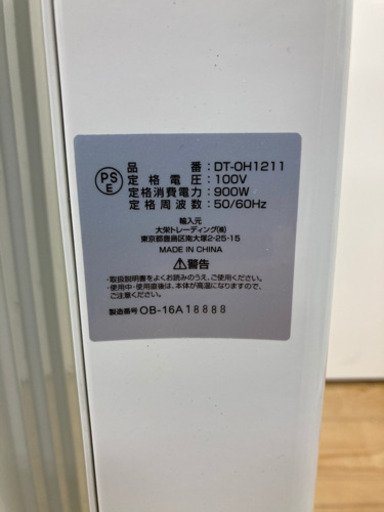 PS
E
品番：DT-OH1211
定格電圧：100V
定格消費電力：900W
定格周波数：50/60Hz
輸入元
大栄トレーディング㈲
東京都豊島区南大塚2-25-15
MADE IN CHINA
⚠警告
・取扱説明書をよくお読みのうえ、ご使用ください。
・使用中・使用直後は、本体が高温になりますので、
ご注意ください。
製造番号 OB-16A18888